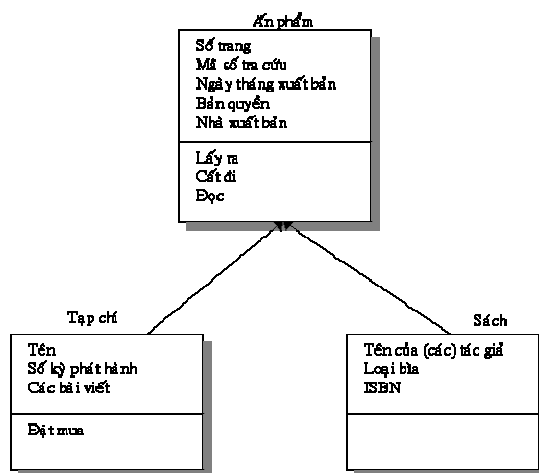 Ấn phẩm
Số trang
Mã số tra cứu
Ngày tháng xuất bản
Bản quyền
Nhà xuất bản
Lấy ra
Cất đi
Đọc
Tạp chí
Tên
Số kỳ phát hành
Các bài viết
Đặt mua
Sách
Tên của (các) tác giả
Loại bìa
ISBN